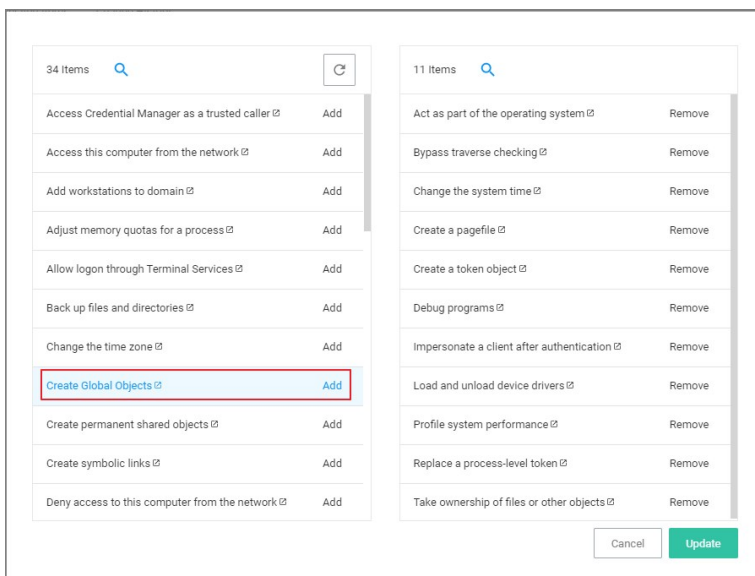 34 Items
Access Credential Manager as a trusted caller Add
Access this computer from the network Add
Add workstations to domain Add
Adjust memory quotas for a process Add
Allow logon through Terminal Services Add
Back up files and directories Add
Change the time zone Add
Create Global Objects Add
Create permanent shared objects Add
Create symbolic links Add
Deny access to this computer from the network Add
11 Items
Act as part of the operating system Remove
Bypass traverse checking Remove
Change the system time Remove
Create a pagefile Remove
Create a token object Remove
Debug programs Remove
Impersonate a client after authentication Remove
Load and unload device drivers Remove
Profile system performance Remove
Replace a process-level token Remove
Take ownership of files or other objects Remove
Cancel Update